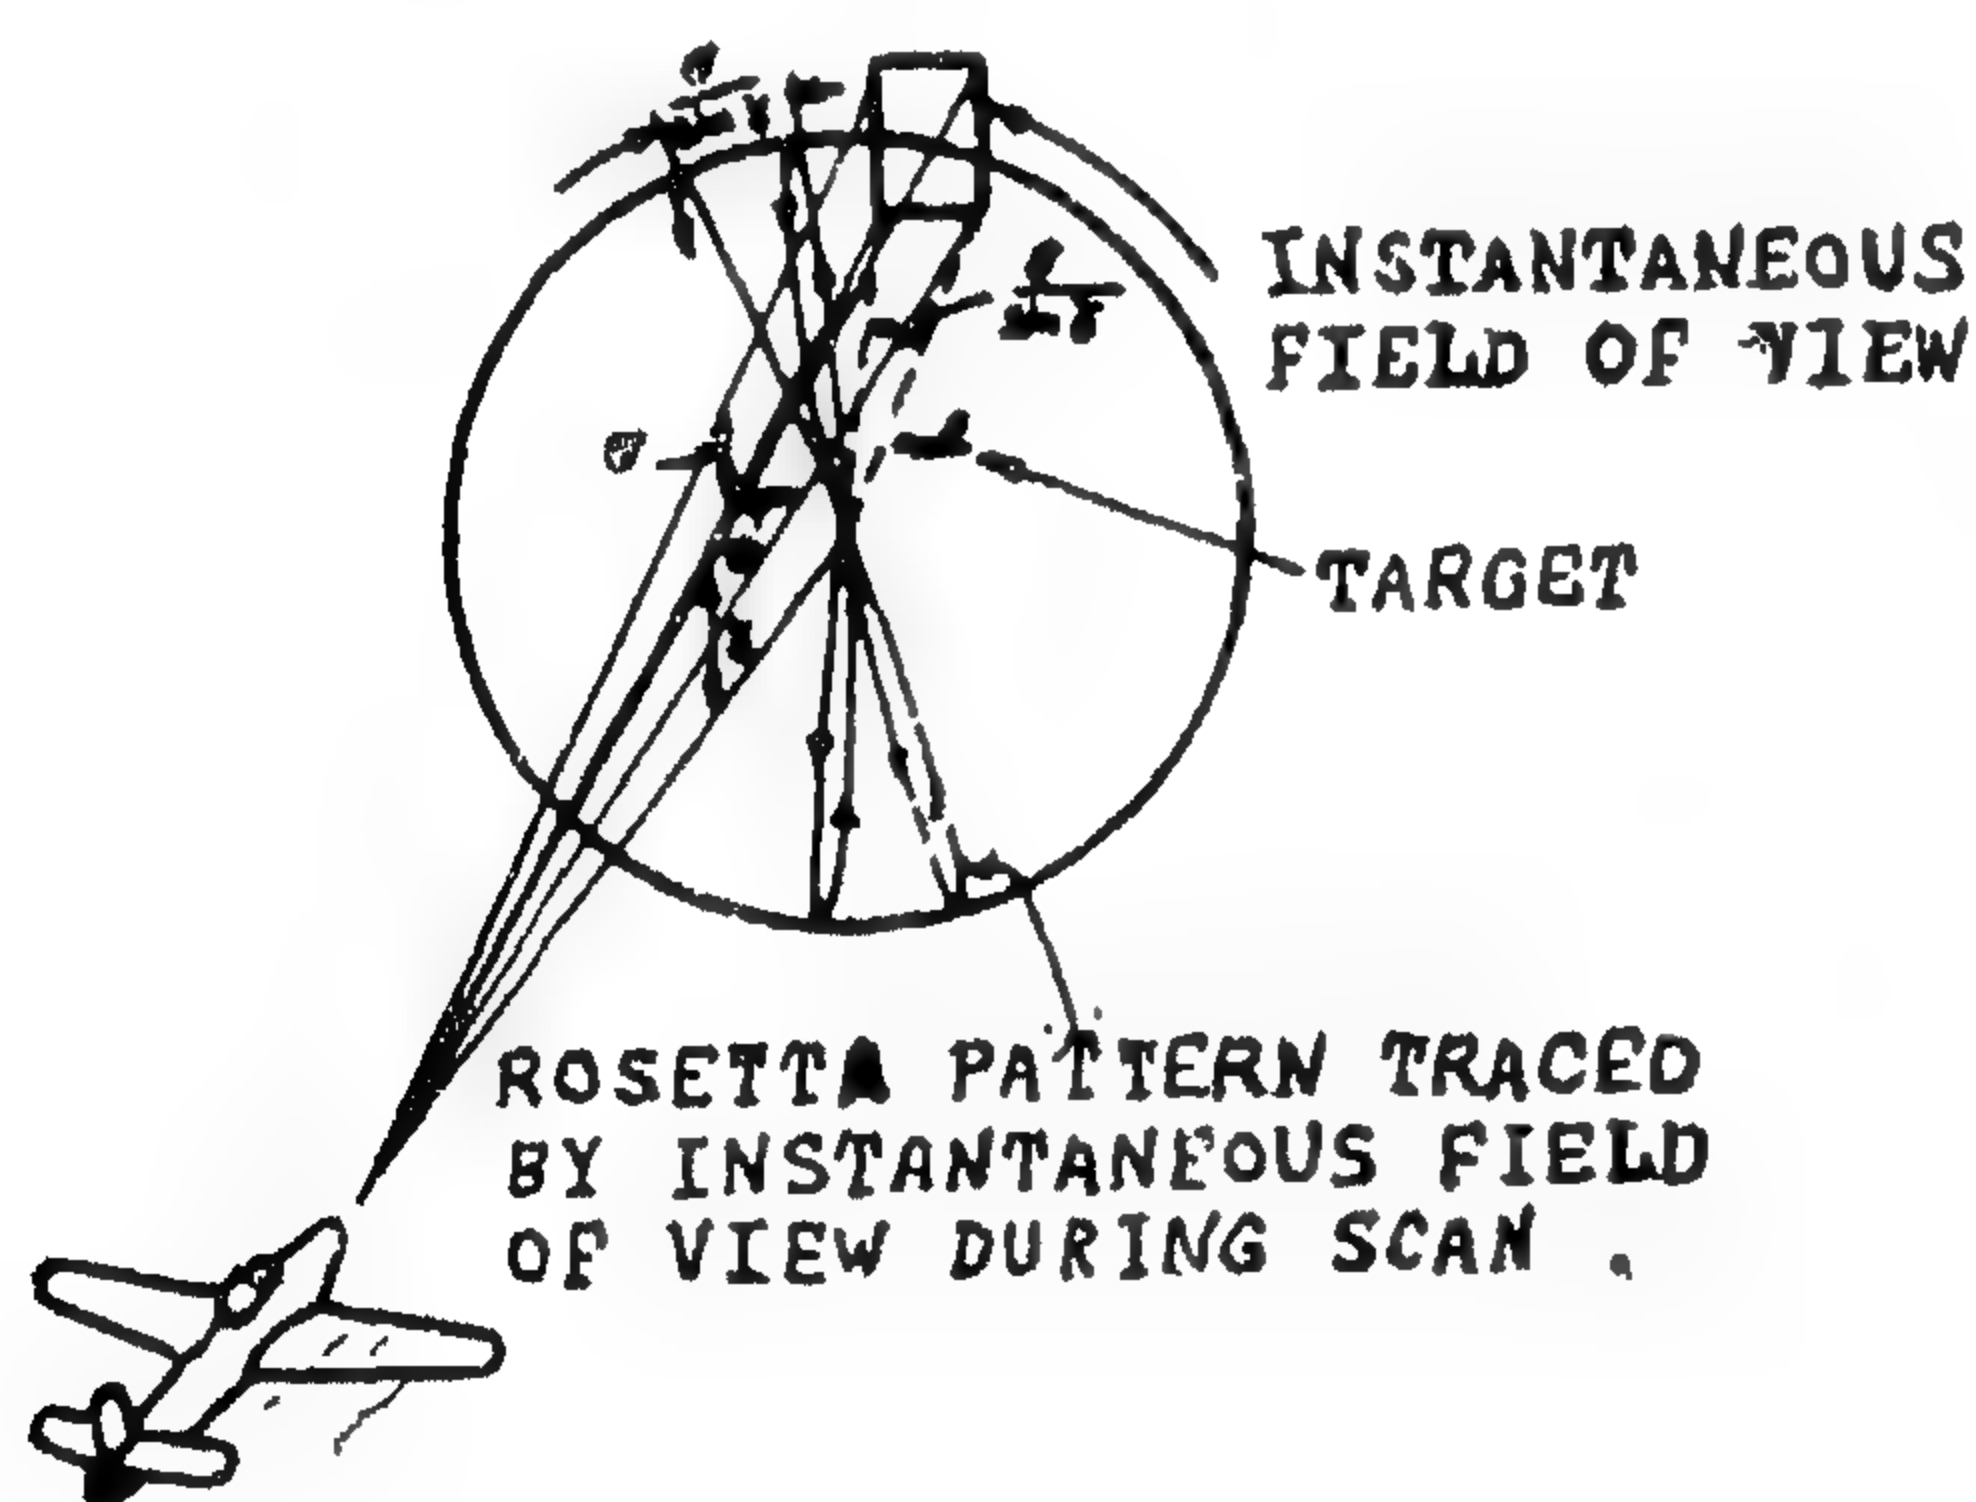 INSTANTANEOUS
FIELD OF VIEW
TARGET
ROSETTA PATTERN TRACED
BY INSTANTANEOUS FIELD
OF VIEW DURING SCAN .